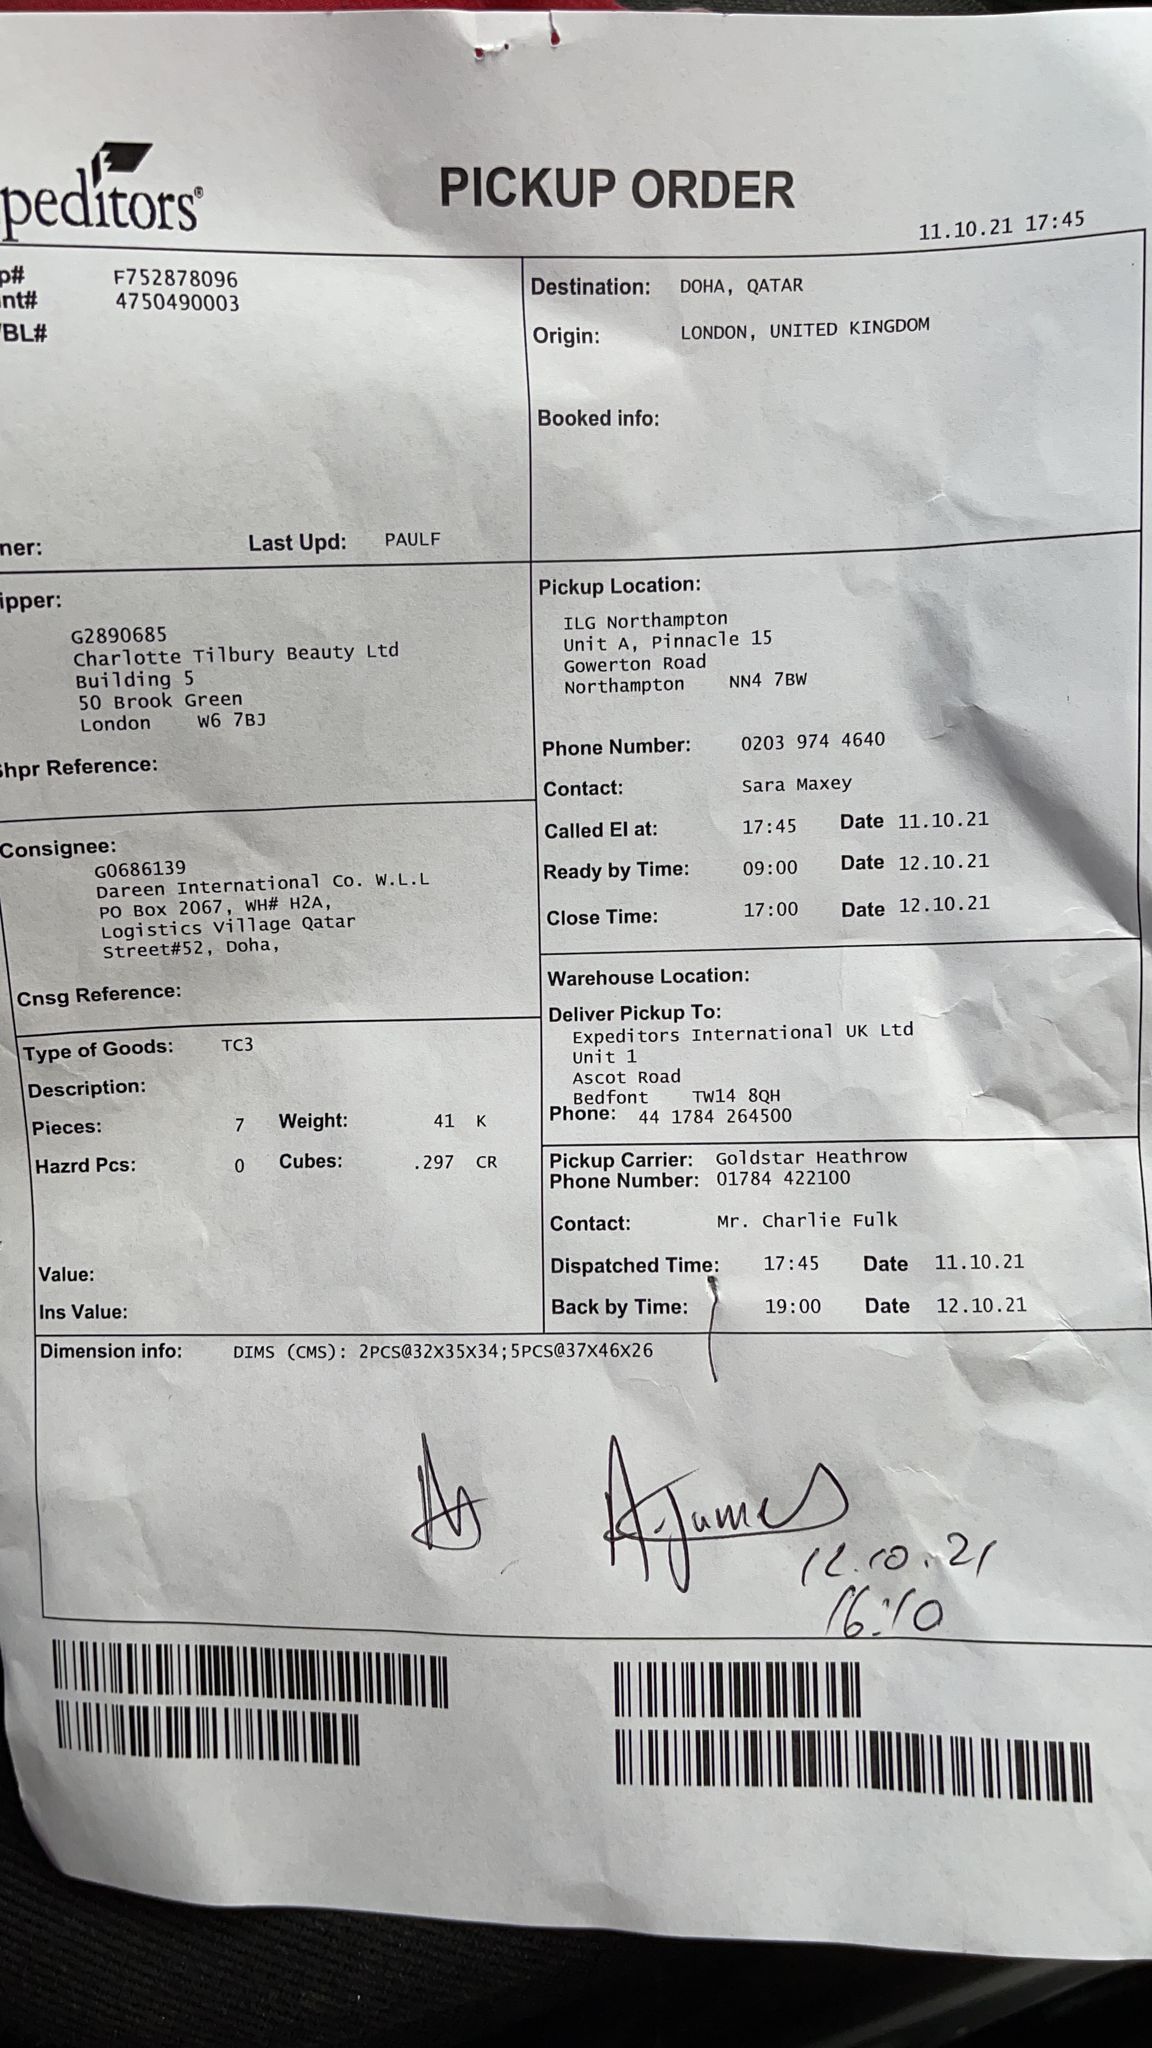 peditors®
PICKUP ORDER
11.10.21 17:45
p# F752878096
nt# 4750490003
/BL#
Destination: DOHA, QATAR
Origin: LONDON, UNITED KINGDOM
Booked info:
ner: Last Upd: PAULF
ipper:
G2890685
Charlotte Tilbury Beauty Ltd
Building 5
50 Brook Green
London W6 7BJ
Shpr Reference:
Pickup Location:
ILG Northampton
Unit A, Pinnacle 15
Gowerton Road
Northampton NN4 7BW
Phone Number: 0203 974 4640
Contact: Sara Maxey
Called EI at: 17:45 Date 11.10.21
Ready by Time: 09:00 Date 12.10.21
Close Time: 17:00 Date 12.10.21
Consignee:
G0686139
Dareen International Co. W.L.L
PO Box 2067, WH# H2A,
Logistics Village Qatar
Street#52, Doha,
Cnsg Reference:
Warehouse Location:
Deliver Pickup To:
Expeditors International UK Ltd
Unit 1
Ascot Road
Bedfont TW14 8QH
Phone: 44 1784 264500
Type of Goods: TC3
Description:
Pieces: 7 Weight: 41 K
Hazrd Pcs: 0 Cubes: .297 CR
Value:
Ins Value:
Pickup Carrier: Goldstar Heathrow
Phone Number: 01784 422100
Contact: Mr. Charlie Fulk
Dispatched Time: 17:45 Date 11.10.21
Back by Time: 19:00 Date 12.10.21
Dimension info: DIMS (CMS): 2PCS@32X35X34;5PCS@37X46X26
A.James
12.10.21
16:10